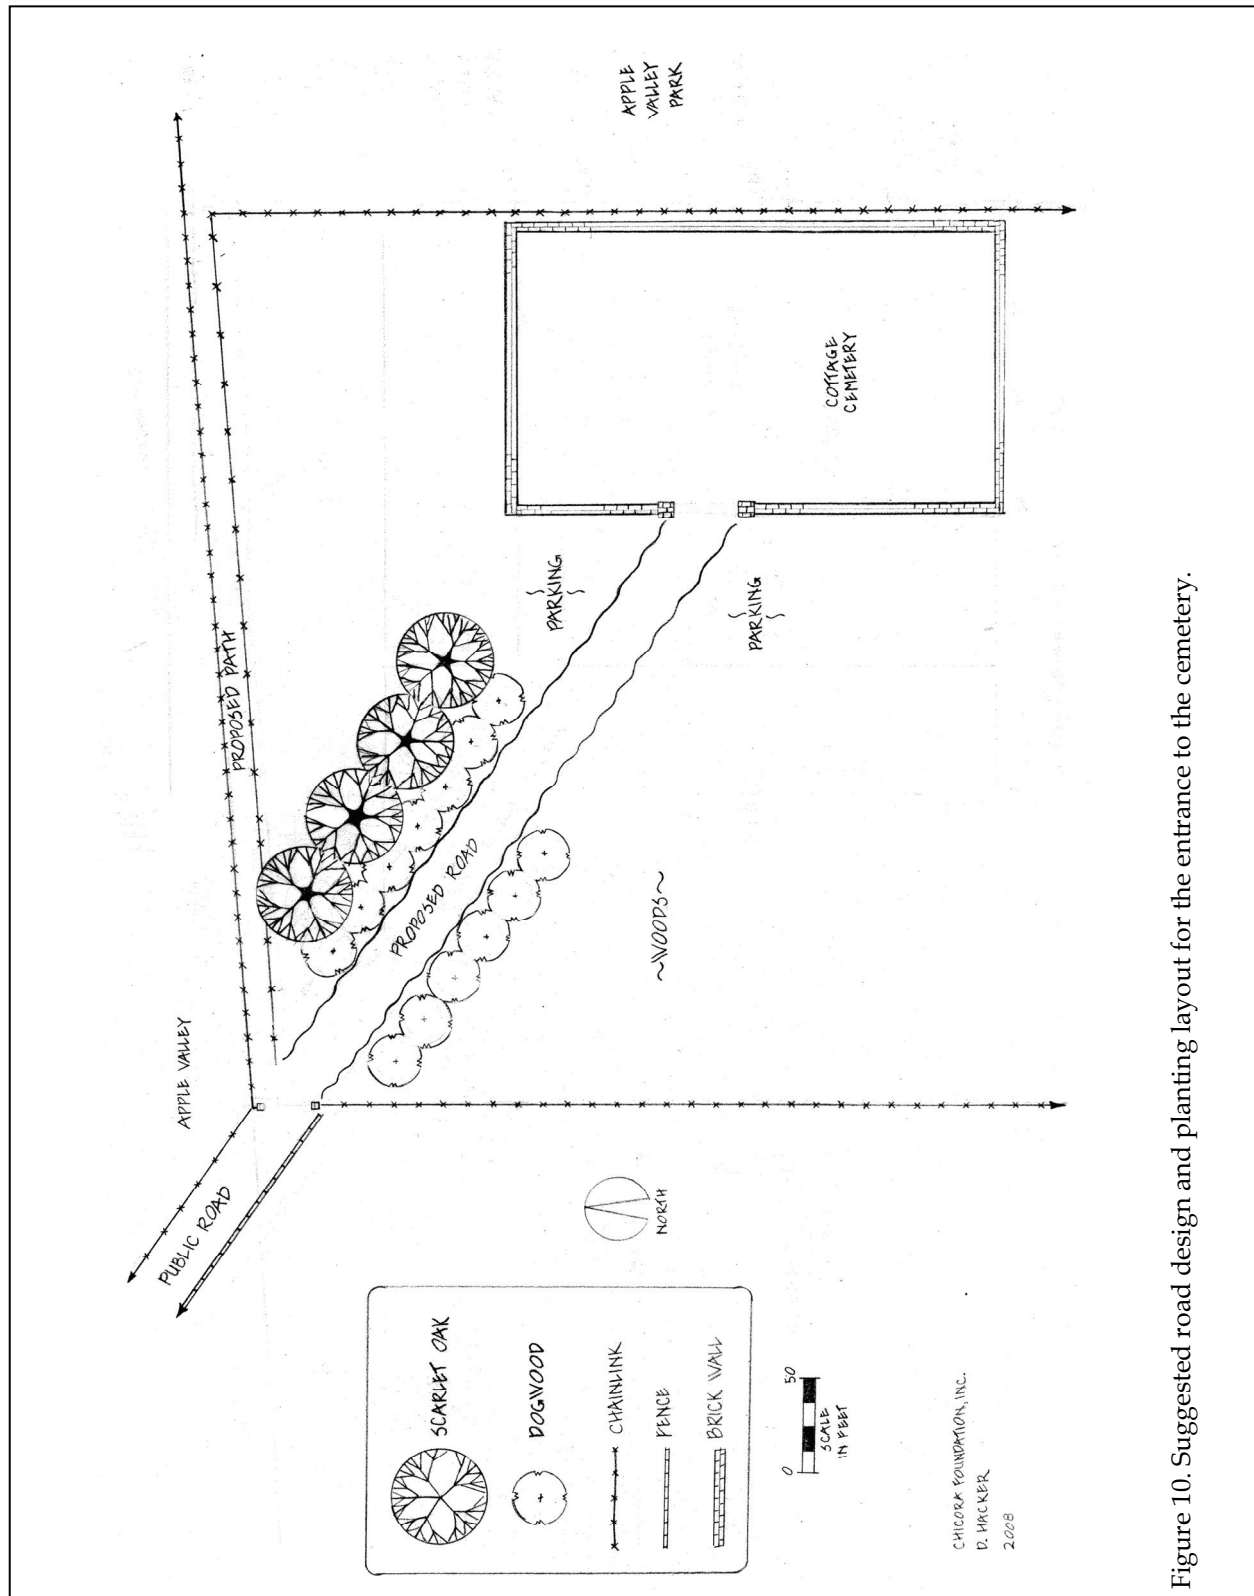 APPLE
VALLEY
PARK
PROPOSED PATH
COTTAGE
CEMETERY
PARKING
PARKING
PROPOSED ROAD
~WOODS~
APPLE VALLEY
PUBLIC ROAD
NORTH
SCARLET OAK
DOGWOOD
CHAINLINK
FENCE
BRICK WALL
0 50
SCALE
IN FEET
CHICORA FOUNDATION, INC.
D. HACKER
2008
Figure 10. Suggested road design and planting layout for the entrance to the cemetery.